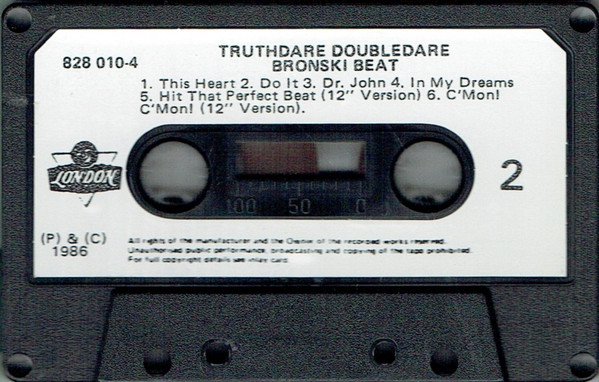 828 010-4
TRUTHDARE DOUBLEDARE
BRONSKI BEAT
1. This Heart 2. Do It 3. Dr. John 4. In My Dreams
5. Hit That Perfect Beat (12" Version) 6. C'Mon!
C'Mon! (12" Version).
LONDON
2
100 50 0
(P) & (C)
1986
All rights of the manufacturer and the Owner of the recorded works reserved.
Unauthorised public performance, broadcasting and copying of the tape prohibited.
For full copyright details see inlay card.